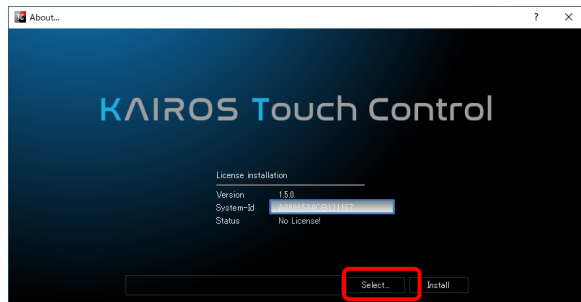 About...
KAIROS Touch Control
License installation
Version 1.5.0
System-Id
Status No License!
Select... Install